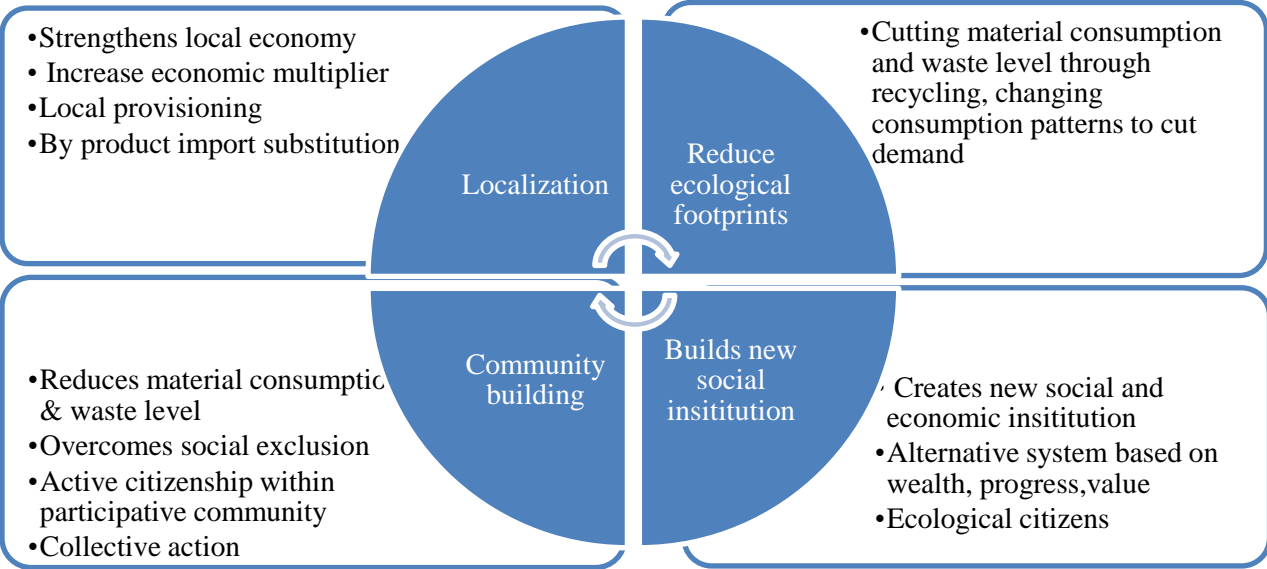 •Strengthens local economy
• Increase economic multiplier
•Local provisioning
•By product import substitution
Localization
•Cutting material consumption
and waste level through
recycling, changing
consumption patterns to cut
demand
Reduce
ecological
footprints
•Reduces material consumptio
& waste level
•Overcomes social exclusion
•Active citizenship within
participative community
•Collective action
Community
building
Builds new
social
insititution
• Creates new social and
economic insititution
•Alternative system based on
wealth, progress,value
•Ecological citizens